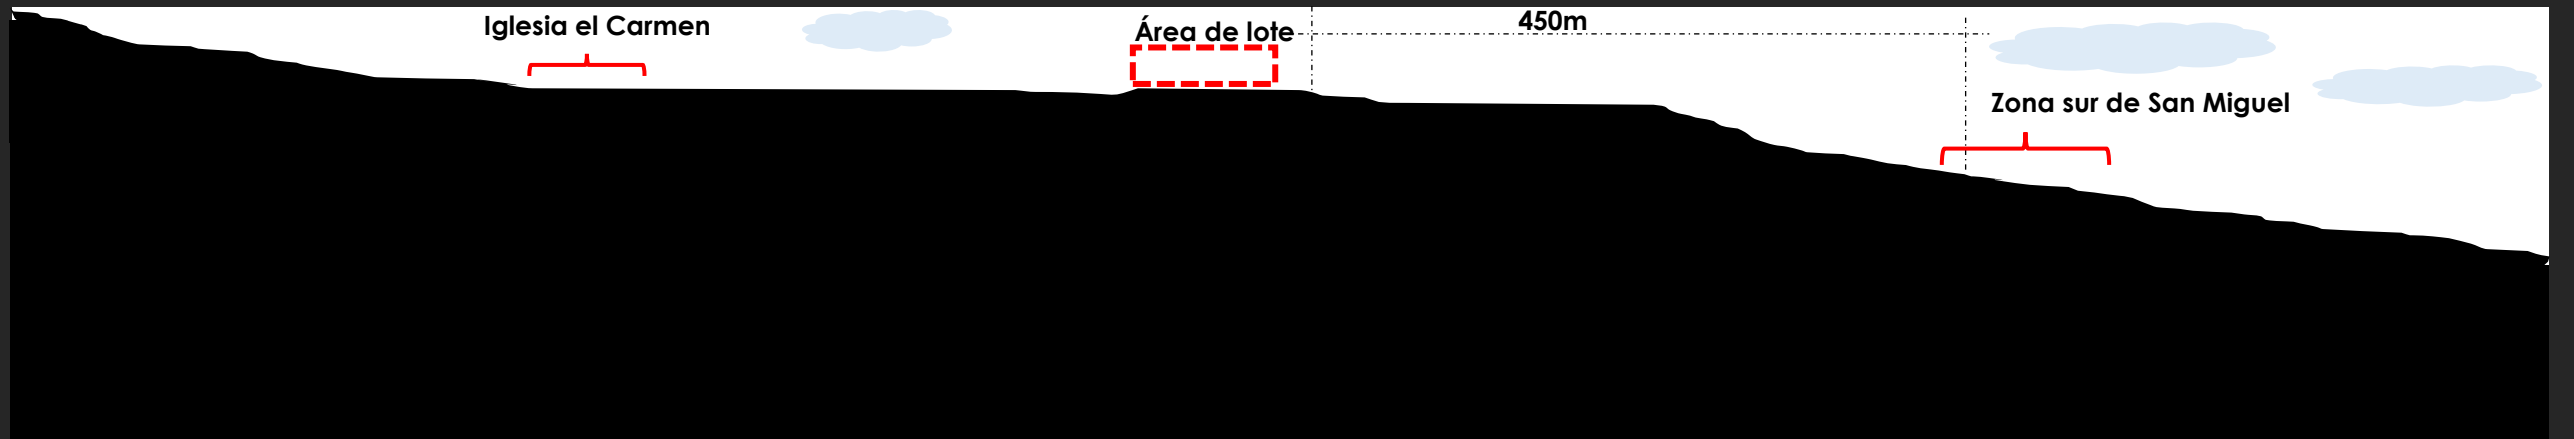 Iglesia el Carmen
Área de lote
450m
Zona sur de San Miguel